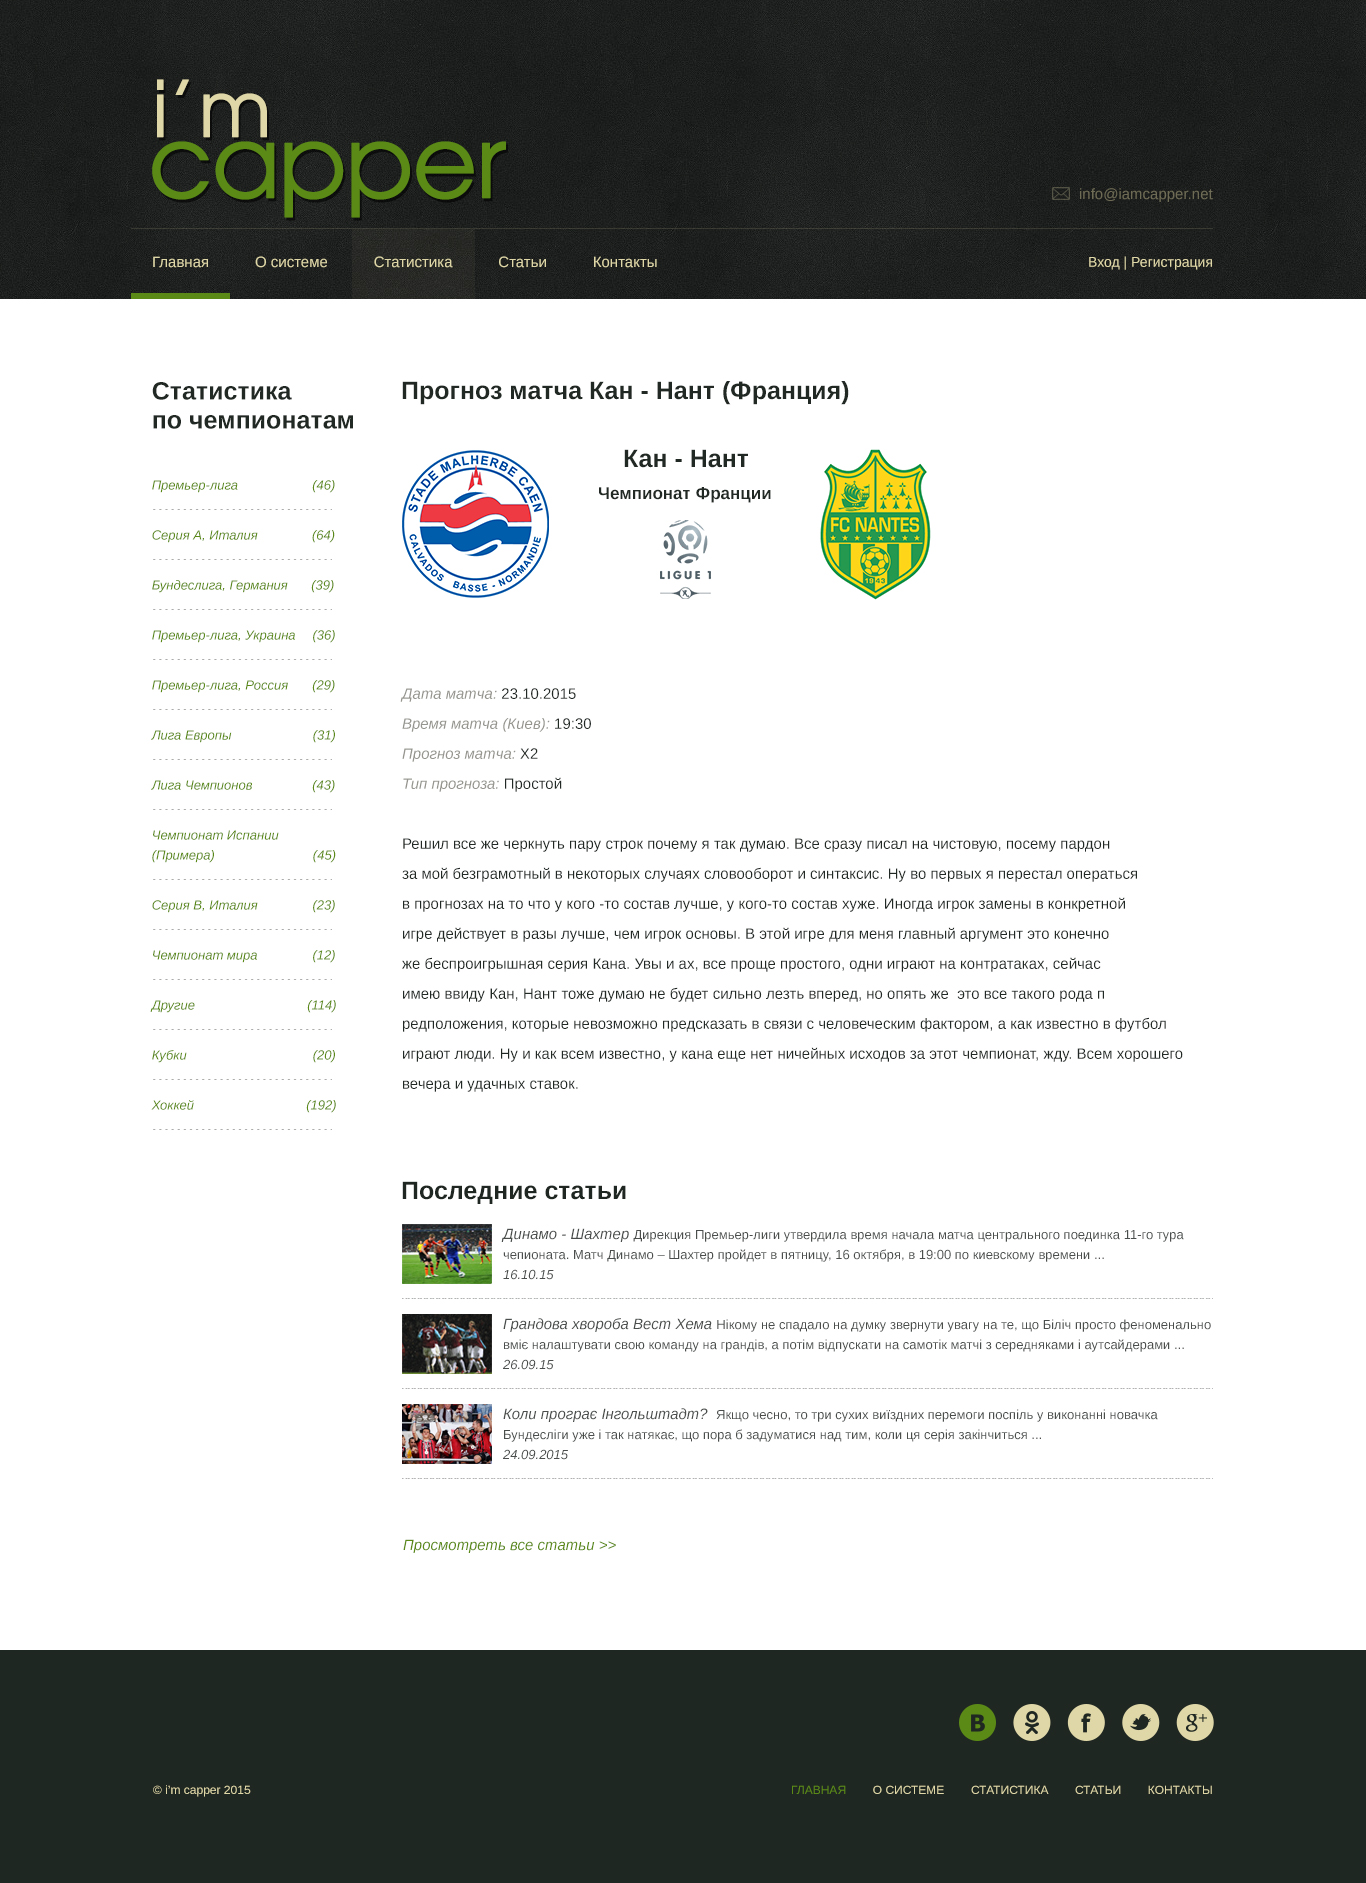 i'm
capper
info@iamcapper.net
Главная О системе Статистика Статьи Контакты Вход | Регистрация
Статистика
по чемпионатам
Премьер-лига (46)
Серия А, Италия (64)
Бундеслига, Германия (39)
Премьер-лига, Украина (36)
Премьер-лига, Россия (29)
Лига Европы (31)
Лига Чемпионов (43)
Чемпионат Испании
(Примера) (45)
Серия В, Италия (23)
Чемпионат мира (12)
Другие (114)
Кубки (20)
Хоккей (192)
Прогноз матча Кан - Нант (Франция)
STADE MALHERBE CAEN
CALVADOS BASSE - NORMANDIE
Кан - Нант
Чемпионат Франции
LIGUE 1
FC NANTES
1943
Дата матча: 23.10.2015
Время матча (Киев): 19:30
Прогноз матча: X2
Тип прогноза: Простой
Решил все же черкнуть пару строк почему я так думаю. Все сразу писал на чистовую, посему пардон
за мой безграмотный в некоторых случаях словооборот и синтаксис. Ну во первых я перестал операться
в прогнозах на то что у кого -то состав лучше, у кого-то состав хуже. Иногда игрок замены в конкретной
игре действует в разы лучше, чем игрок основы. В этой игре для меня главный аргумент это конечно
же беспроигрышная серия Кана. Увы и ах, все проще простого, одни играют на контратаках, сейчас
имею ввиду Кан, Нант тоже думаю не будет сильно лезть вперед, но опять же  это все такого рода п
редположения, которые невозможно предсказать в связи с человеческим фактором, а как известно в футбол
играют люди. Ну и как всем известно, у кана еще нет ничейных исходов за этот чемпионат, жду. Всем хорошего
вечера и удачных ставок.
Последние статьи
Динамо - Шахтер Дирекция Премьер-лиги утвердила время начала матча центрального поединка 11-го тура
чепионата. Матч Динамо – Шахтер пройдет в пятницу, 16 октября, в 19:00 по киевскому времени ...
16.10.15
Грандова хвороба Вест Хема Нікому не спадало на думку звернути увагу на те, що Біліч просто феноменально
вміє налаштувати свою команду на грандів, а потім відпускати на самотік матчі з середняками і аутсайдерами ...
26.09.15
Коли програє Інгольштадт?  Якщо чесно, то три сухих виїздних перемоги поспіль у виконанні новачка
Бундесліги уже і так натякає, що пора б задуматися над тим, коли ця серія закінчиться ...
24.09.2015
Просмотреть все статьи >>
B f g+
© i'm capper 2015 ГЛАВНАЯ О СИСТЕМЕ СТАТИСТИКА СТАТЬИ КОНТАКТЫ